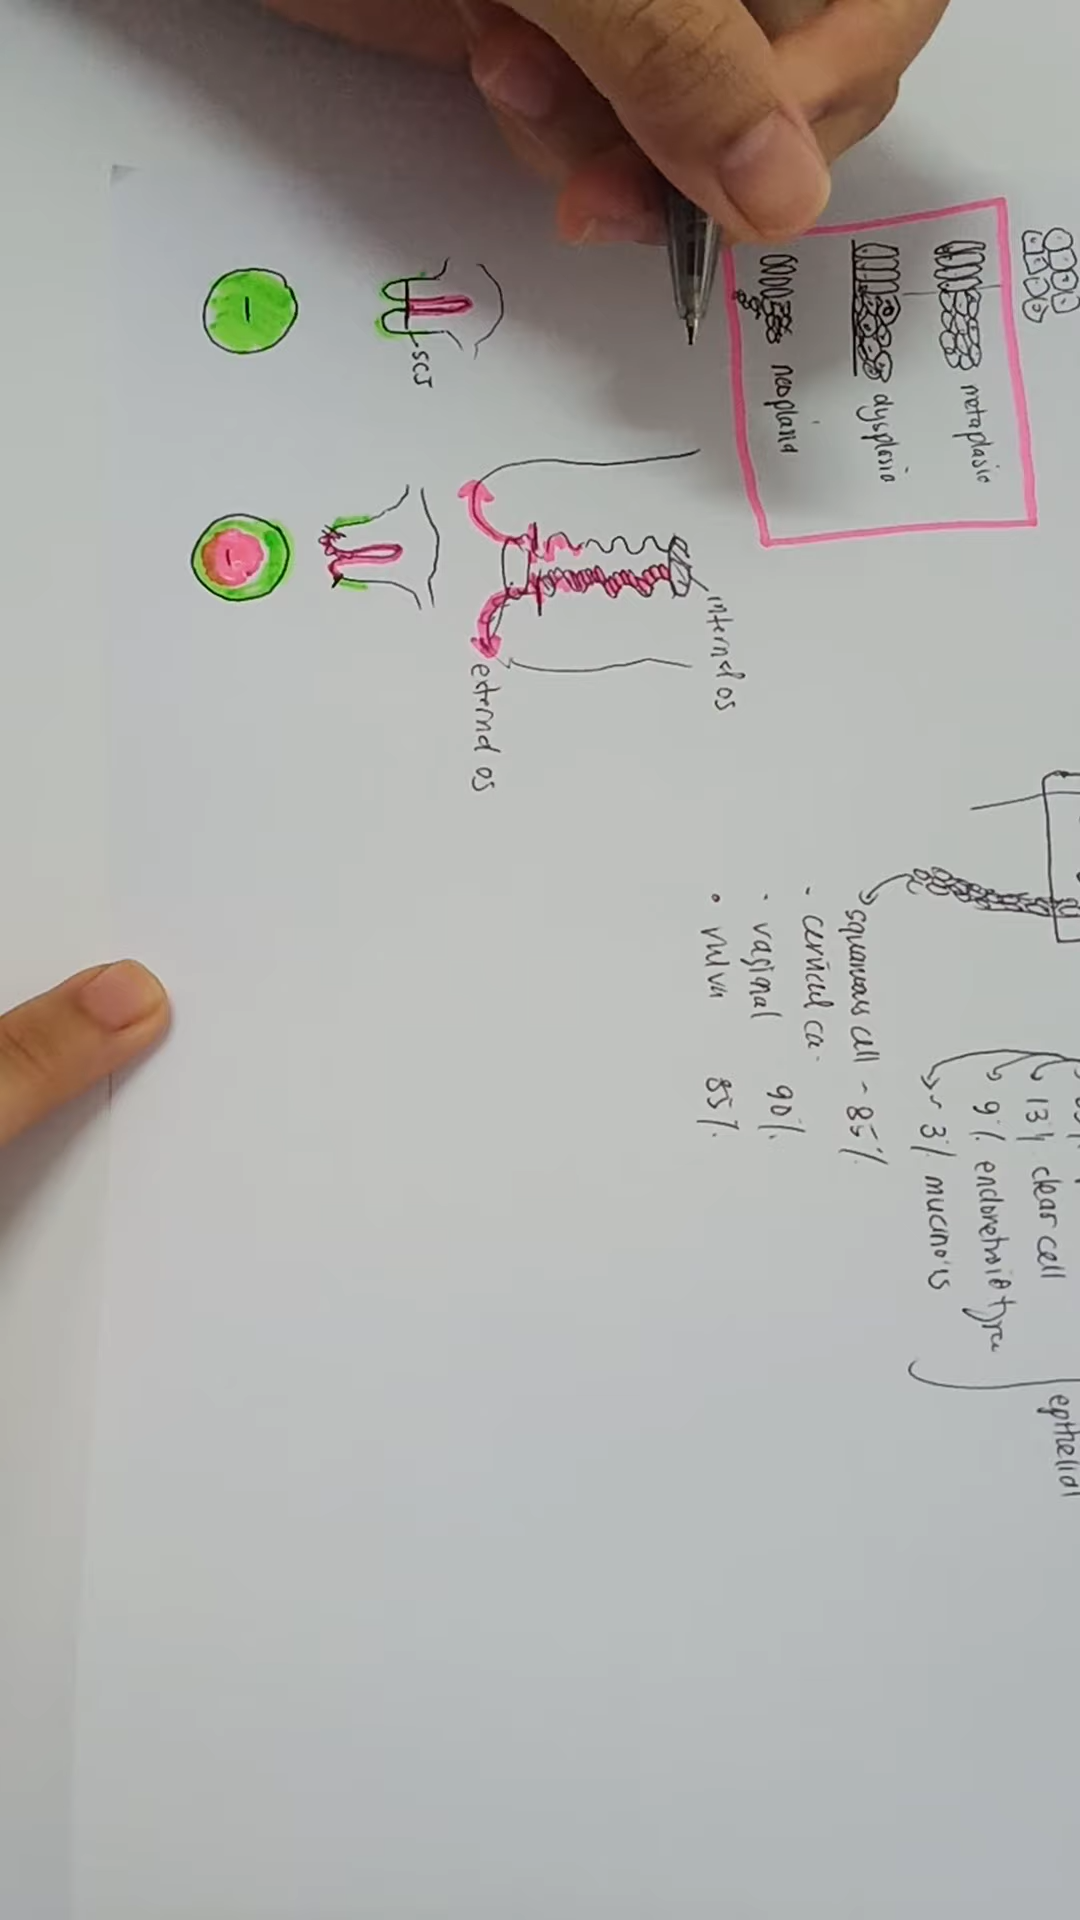 metaplasia
dysplasia
neoplasia
internal os
external os
SCJ
13% clear cell
9% endometrioid type
~ 3% mucinous
epithelial
squamous cell ~ 85%
- cervical ca.
- vaginal 90%
• vulva 85%